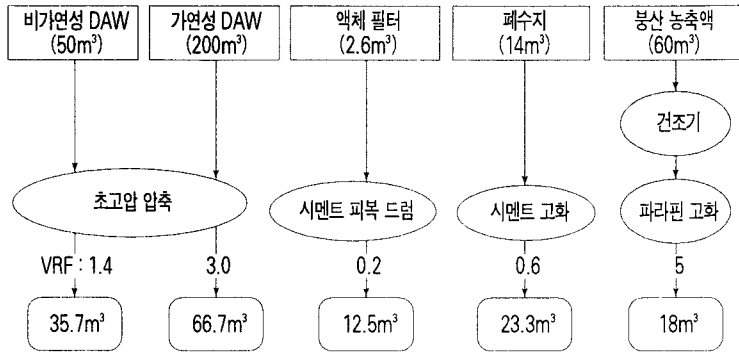 비가연성 DAW
(50m³)
가연성 DAW
(200m³)
액체 필터
(2.6m³)
폐수지
(14m³)
붕산 농축액
(60m³)
건조기
초고압 압축
시멘트 피복 드럼
시멘트 고화
파라핀 고화
VRF : 1.4
3.0
0.2
0.6
5
35.7m³
66.7m³
12.5m³
23.3m³
18m³